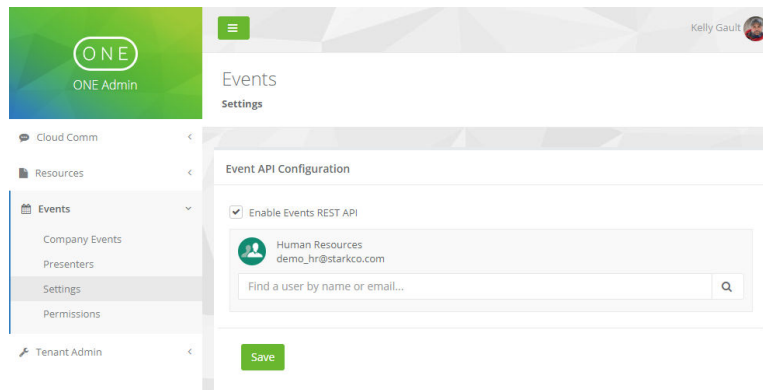 ONE
ONE Admin
Kelly Gault
Events
Settings
Cloud Comm
Resources
Events
Company Events
Presenters
Settings
Permissions
Tenant Admin
Event API Configuration
Enable Events REST API
Human Resources
demo_hr@starkco.com
Find a user by name or email...
Save